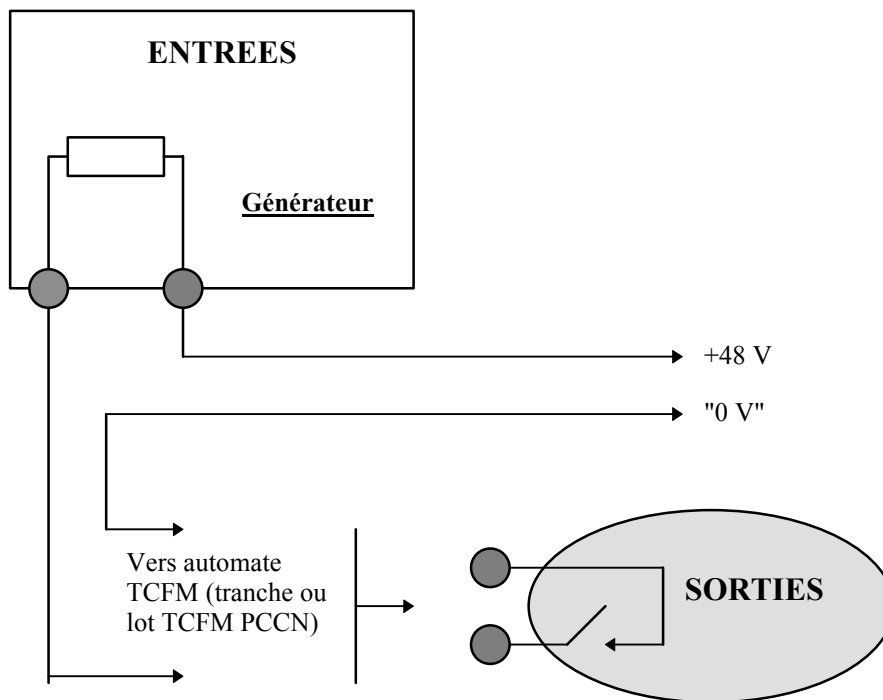 ENTREES
Générateur
+48 V
"0 V"
Vers automate
TCFM (tranche ou
lot TCFM PCCN)
SORTIES